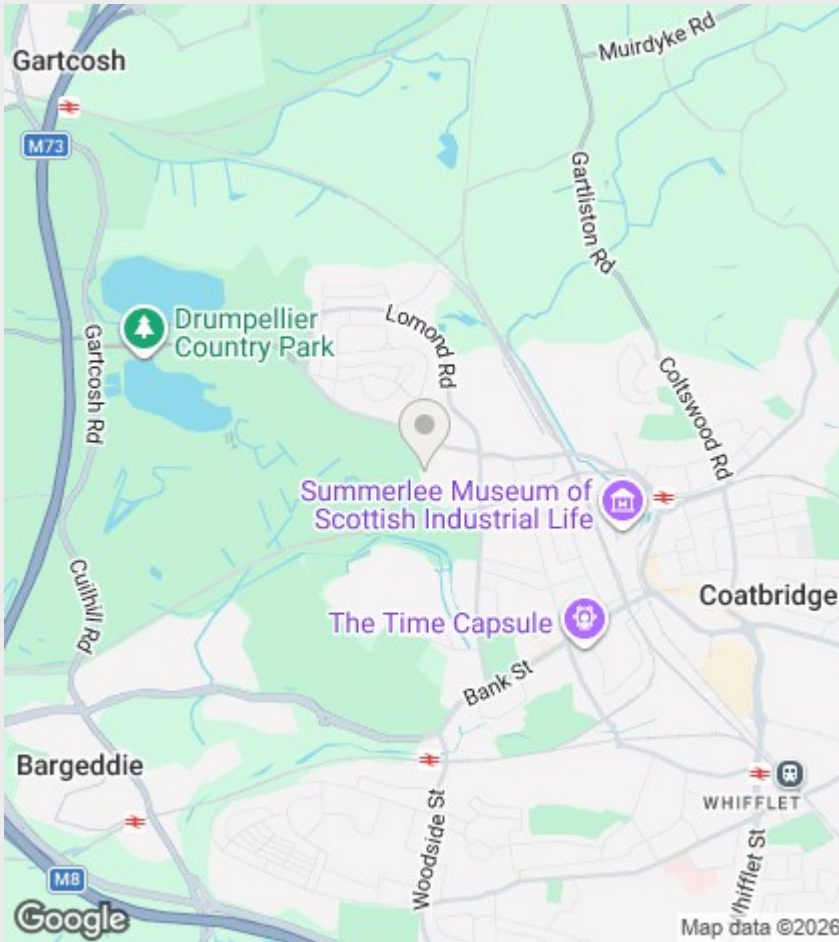 Gartcosh
Muirdyke Rd
M73
Gartliston Rd
Drumpellier
Country Park
Lomond Rd
Gartcosh Rd
Coltswood Rd
Summerlee Museum of
Scottish Industrial Life
Cuilhill Rd
Coatbridge
The Time Capsule
Bank St
Bargeddie
WHIFFLET
Woodside St
Whifflet St
M8
Google
Map data ©2026